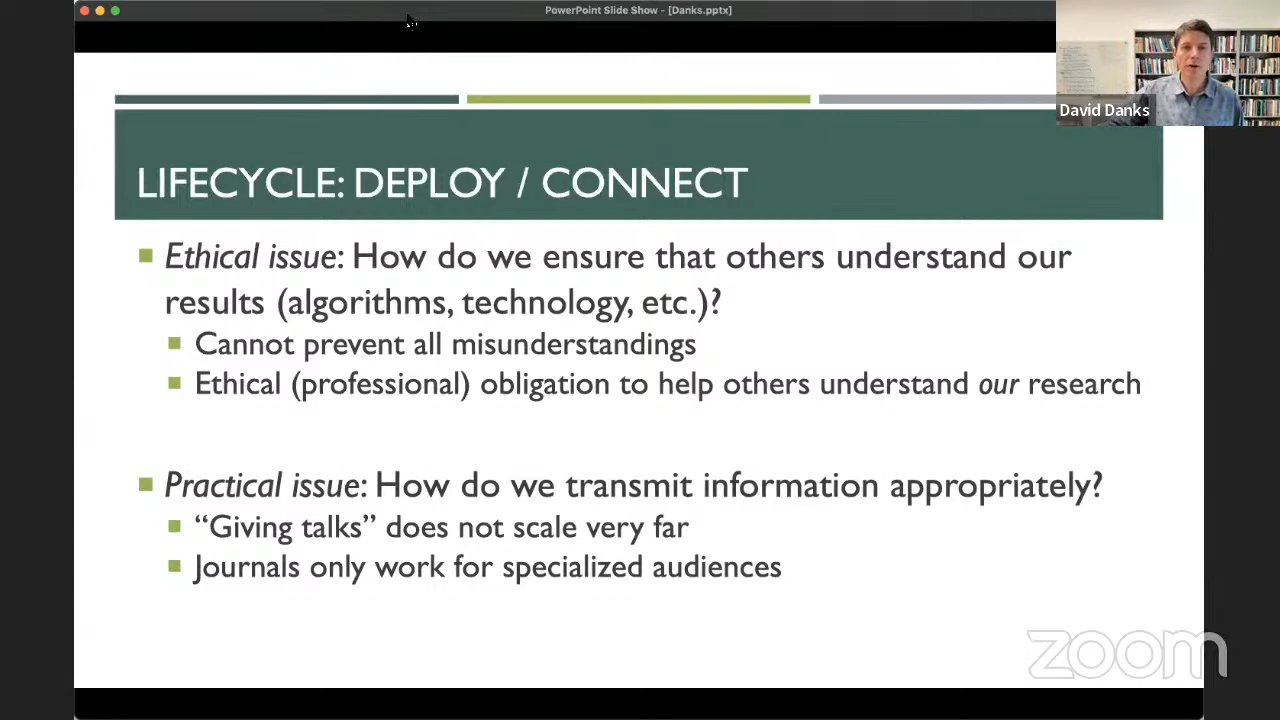 PowerPoint Slide Show - [Danks.pptx]
David Danks
LIFECYCLE: DEPLOY / CONNECT
Ethical issue: How do we ensure that others understand our
results (algorithms, technology, etc.)?
Cannot prevent all misunderstandings
Ethical (professional) obligation to help others understand our research
Practical issue: How do we transmit information appropriately?
“Giving talks” does not scale very far
Journals only work for specialized audiences
zoom